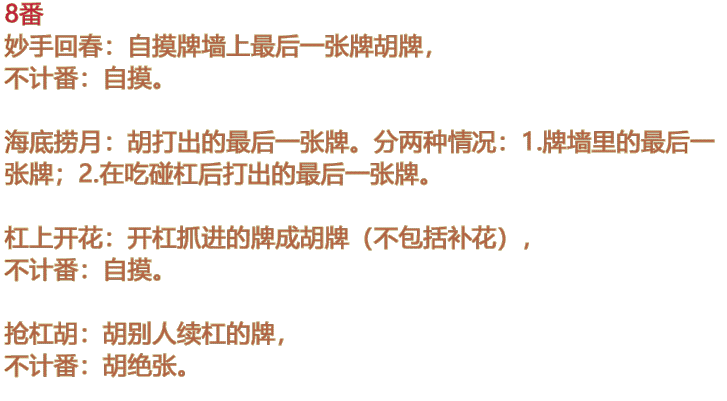 8番
妙手回春：自摸牌墙上最后一张牌胡牌，
不计番：自摸。
海底捞月：胡打出的最后一张牌。分两种情况：1.牌墙里的最后一
张牌；2.在吃碰杠后打出的最后一张牌。
杠上开花：开杠抓进的牌成胡牌（不包括补花），
不计番：自摸。
抢杠胡：胡别人续杠的牌，
不计番：胡绝张。